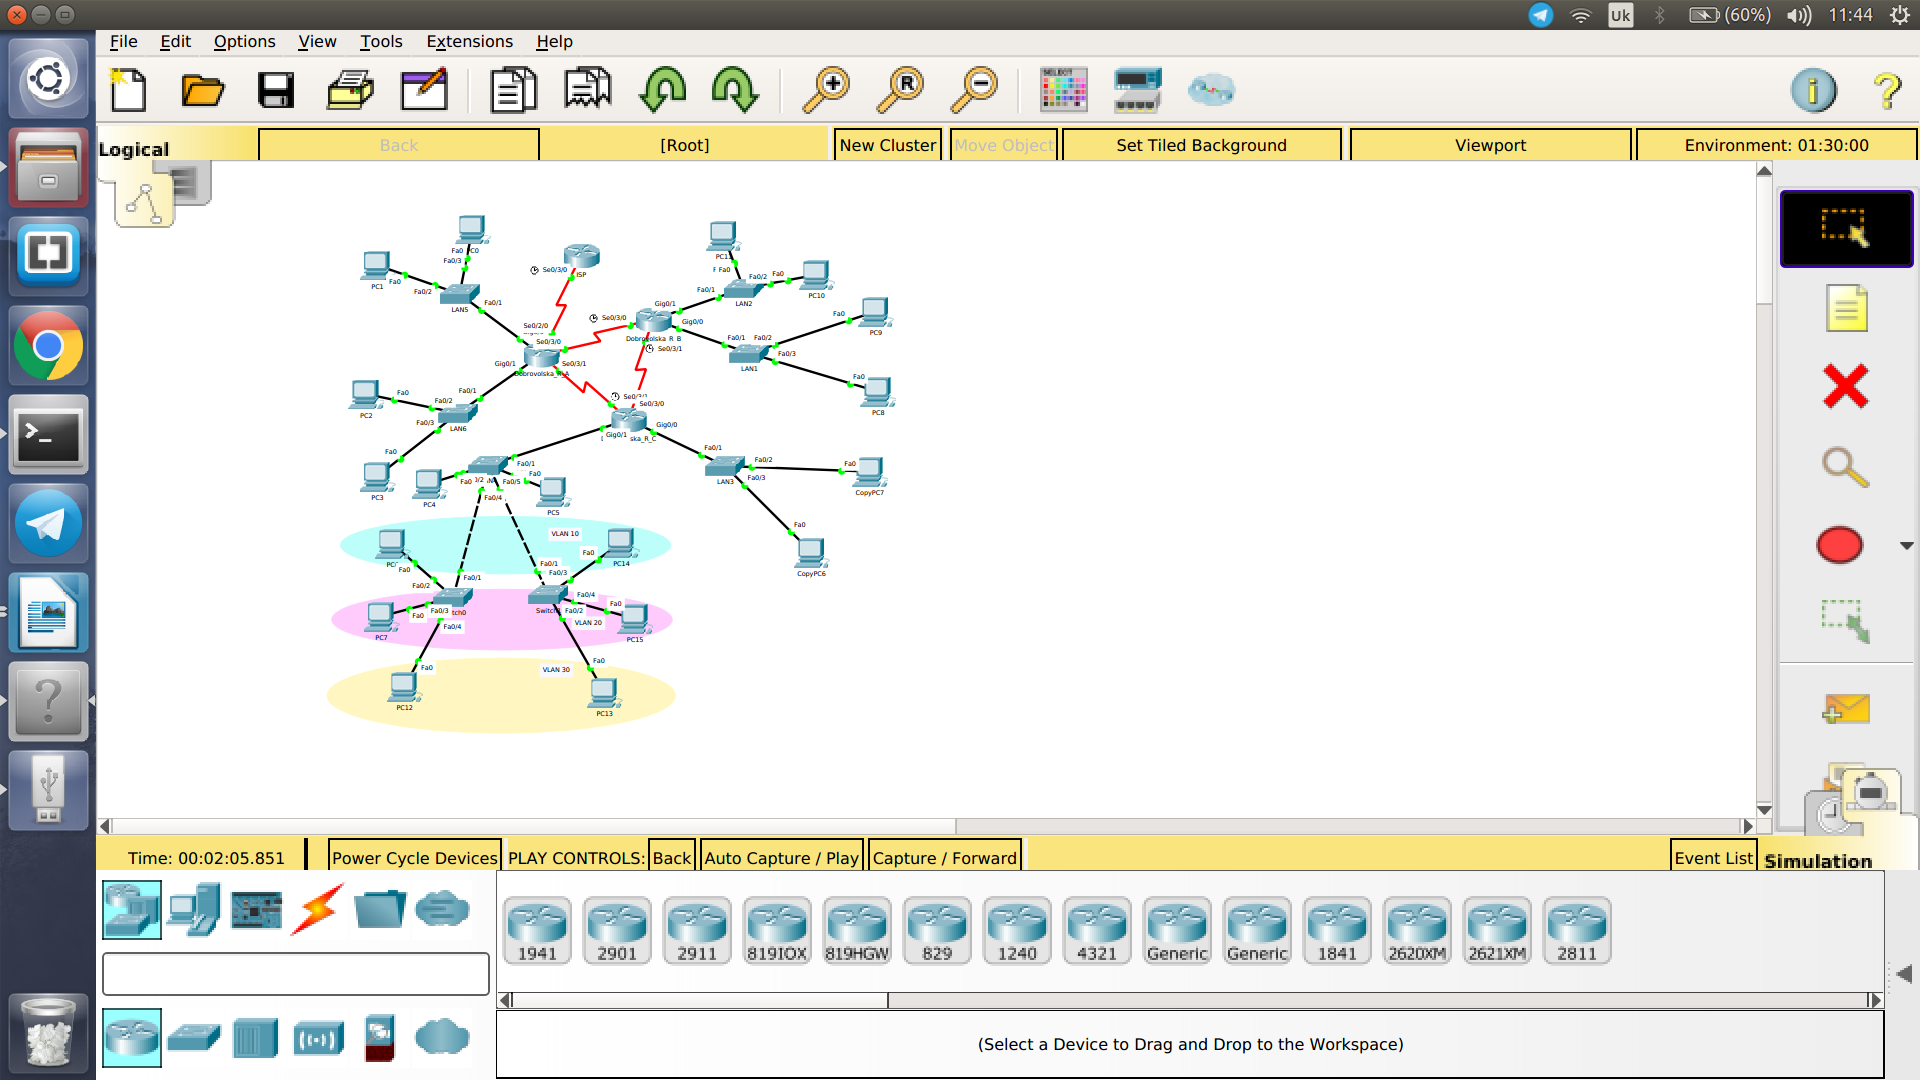 Uk
(60%)
11:44
File Edit Options View Tools Extensions Help
Logical
Back
[Root]
New Cluster
Move Object
Set Tiled Background
Viewport
Environment: 01:30:00
PC1
Fa0
Fa0/2
Fa0
Fa0/3
LAN5
Fa0/1
Se0/3/0
ISP
Se0/2/0
Se0/3/0
Gig0/1
Se0/3/1
Se0/3/0
Gig0/1
Gig0/0
Dobrovolska_R_B
Se0/3/1
Fa0
Fa0/1
Fa0/2
Fa0
LAN2
PC10
Fa0
PC9
Fa0/1
Fa0/2
Fa0/3
LAN1
Fa0
PC8
PC2
Fa0
Fa0/2
Fa0/1
Fa0/3
LAN6
Fa0
PC3
Se0/3/0
Gig0/0
Gig0/1
Fa0/1
Fa0
Fa0
Fa0/5
Fa0/4
PC4
PC5
Fa0/1
Fa0/2
Fa0/3
LAN3
Fa0
CopyPC7
Fa0
CopyPC6
VLAN 10
Fa0
Fa0/2
Fa0/1
Fa0/1
Fa0/3
Fa0
PC14
PC7
Fa0
Fa0/3
Fa0/4
Fa0/4
Fa0/2
Fa0
VLAN 20
PC15
Fa0
PC12
VLAN 30
Fa0
PC13
Time: 00:02:05.851
Power Cycle Devices
PLAY CONTROLS:
Back
Auto Capture / Play
Capture / Forward
Event List
Simulation
1941
2901
2911
819IOX
819HGW
829
1240
4321
Generic
Generic
1841
2620XM
2621XM
2811
(Select a Device to Drag and Drop to the Workspace)